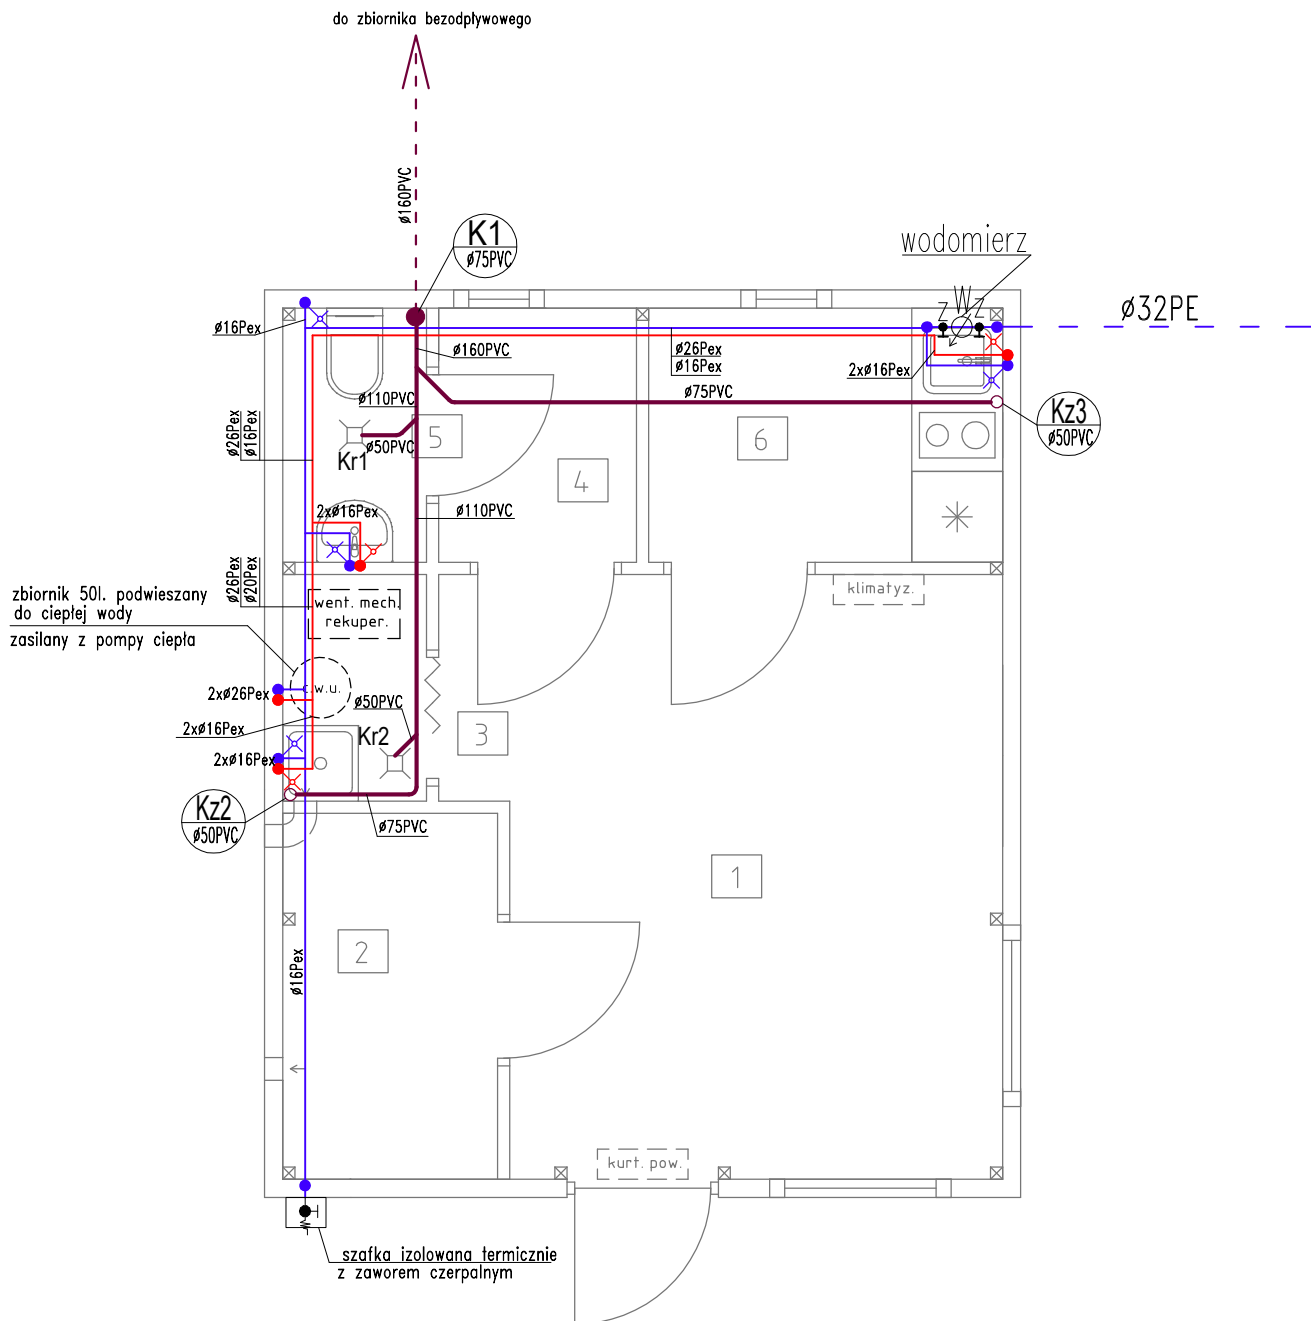 do zbiornika bezodpływowego
ø160PVC
K1
ø75PVC
wodomierz
Z W Z
ø32PE
ø16Pex
ø160PVC
ø26Pex
ø16Pex
2xø16Pex
ø110PVC
ø75PVC
Kz3
ø50PVC
ø26Pex
ø16Pex
5
6
ø50PVC
Kr1
4
2xø16Pex
ø110PVC
ø26Pex
ø20Pex
zbiornik 50l. podwieszany
do ciepłej wody
zasilany z pompy ciepła
went. mech.
rekuper.
klimatyz.
c.w.u.
2xø26Pex
ø50PVC
2xø16Pex
Kr2
3
2xø16Pex
Kz2
ø50PVC
ø75PVC
1
2
ø16Pex
kurt. pow.
szafka izolowana termicznie
z zaworem czerpalnym